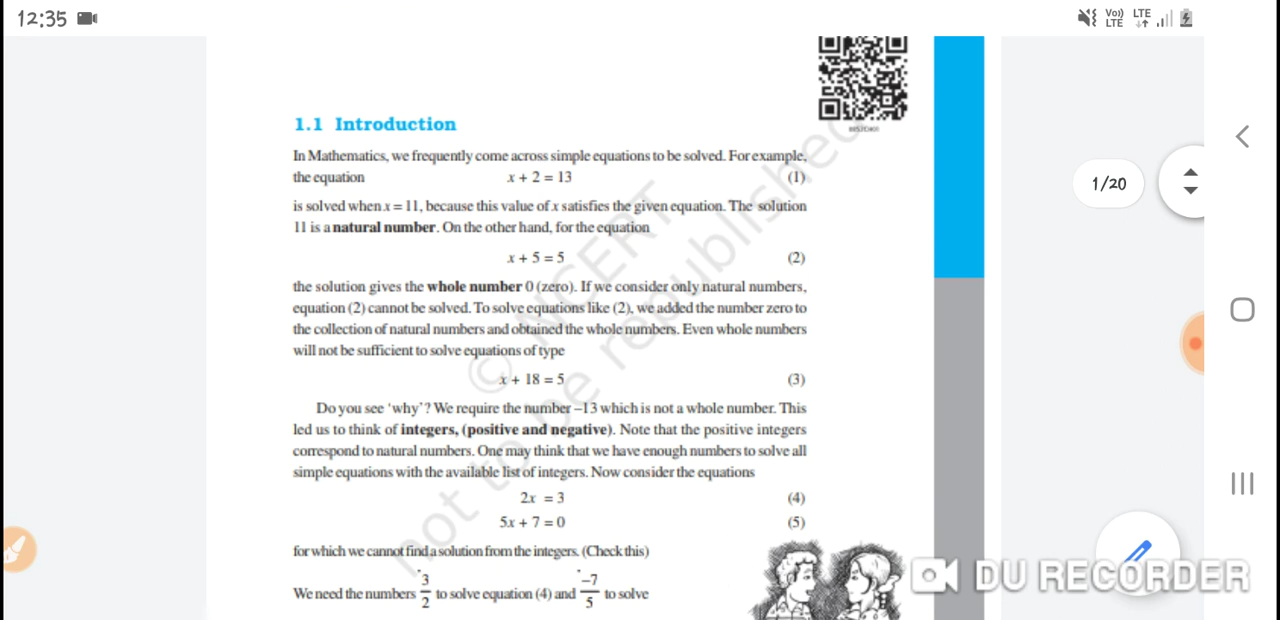 12:35
Vo)) LTE
LTE
1.1 Introduction
In Mathematics, we frequently come across simple equations to be solved. For example,
the equation x + 2 = 13 (1)
is solved when x = 11, because this value of x satisfies the given equation. The solution
11 is a natural number. On the other hand, for the equation
x + 5 = 5 (2)
the solution gives the whole number 0 (zero). If we consider only natural numbers,
equation (2) cannot be solved. To solve equations like (2), we added the number zero to
the collection of natural numbers and obtained the whole numbers. Even whole numbers
will not be sufficient to solve equations of type
x + 18 = 5 (3)
Do you see 'why'? We require the number –13 which is not a whole number. This
led us to think of integers, (positive and negative). Note that the positive integers
correspond to natural numbers. One may think that we have enough numbers to solve all
simple equations with the available list of integers. Now consider the equations
2x = 3 (4)
5x + 7 = 0 (5)
for which we cannot find a solution from the integers. (Check this)
We need the numbers 3/2 to solve equation (4) and –7/5 to solve
© NCERT
not to be republished
1/20
DU RECORDER